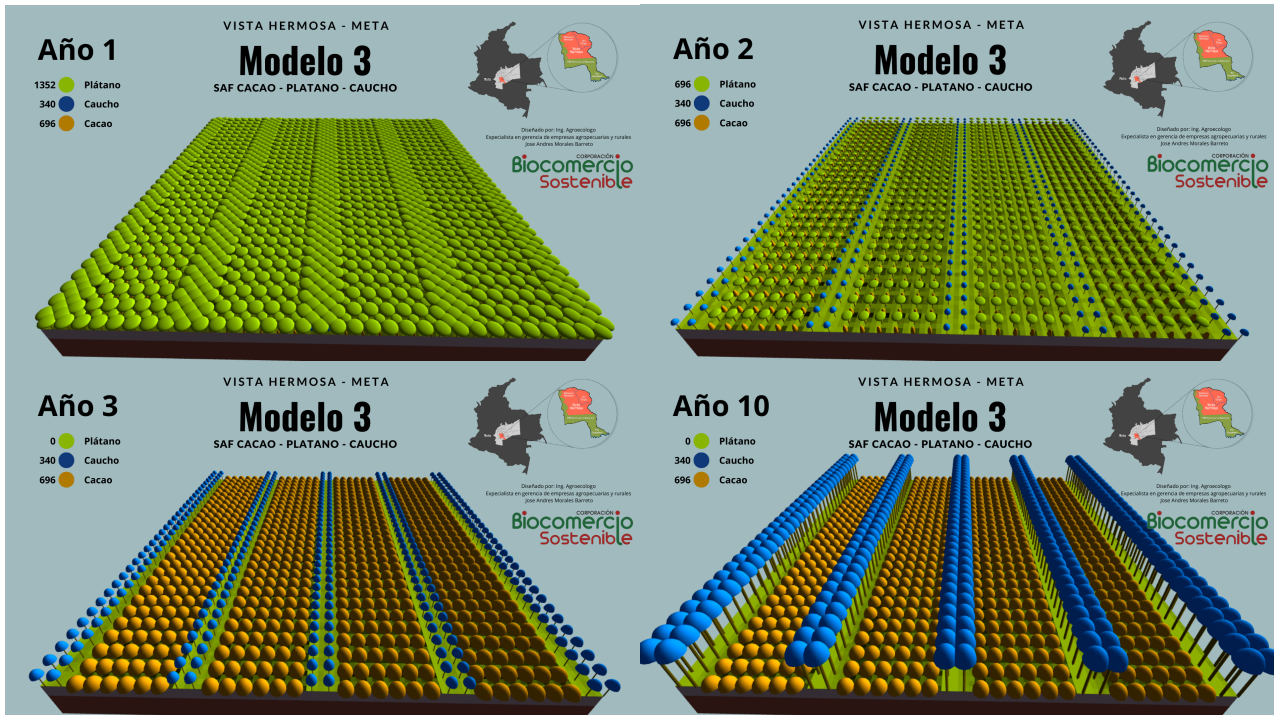 VISTA HERMOSA - META
Año 1
Modelo 3
SAF CACAO - PLATANO - CAUCHO
1352 Plátano
340 Caucho
696 Cacao
Diseñado por: Ing. Agroecologo
Especialista en gerencia de empresas agropecuarias y rurales
Jose Andres Morales Barreto
CORPORACIÓN
Biocomercio
Sostenible
VISTA HERMOSA - META
Año 2
Modelo 3
SAF CACAO - PLATANO - CAUCHO
696 Plátano
340 Caucho
696 Cacao
Diseñado por: Ing. Agroecologo
Especialista en gerencia de empresas agropecuarias y rurales
Jose Andres Morales Barreto
CORPORACIÓN
Biocomercio
Sostenible
VISTA HERMOSA - META
Año 3
Modelo 3
SAF CACAO - PLATANO - CAUCHO
0 Plátano
340 Caucho
696 Cacao
Diseñado por: Ing. Agroecologo
Especialista en gerencia de empresas agropecuarias y rurales
Jose Andres Morales Barreto
CORPORACIÓN
Biocomercio
Sostenible
VISTA HERMOSA - META
Año 10
Modelo 3
SAF CACAO - PLATANO - CAUCHO
0 Plátano
340 Caucho
696 Cacao
Diseñado por: Ing. Agroecologo
Especialista en gerencia de empresas agropecuarias y rurales
Jose Andres Morales Barreto
CORPORACIÓN
Biocomercio
Sostenible